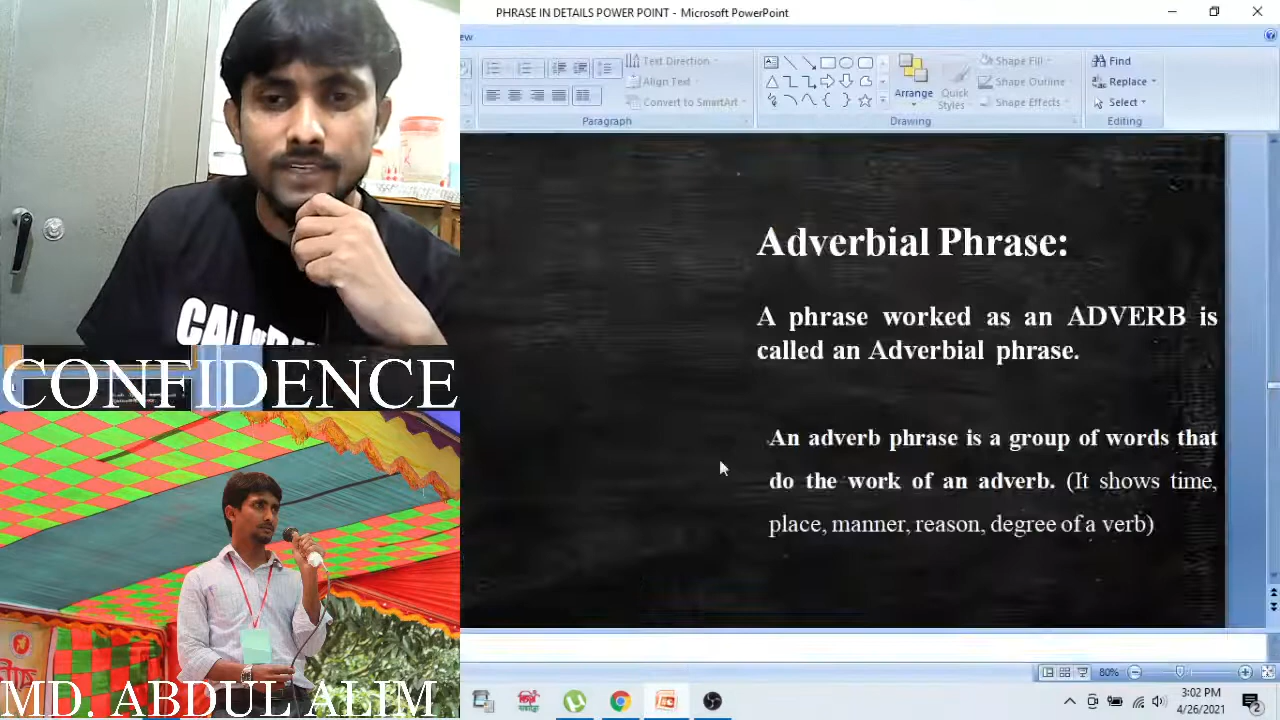 PHRASE IN DETAILS POWER POINT - Microsoft PowerPoint
ew
Text Direction
Align Text
Convert to SmartArt
Paragraph
Arrange
Quick
Styles
Shape Fill
Shape Outline
Shape Effects
Drawing
Find
Replace
Select
Editing
Adverbial Phrase:
A phrase worked as an ADVERB is
called an Adverbial phrase.
An adverb phrase is a group of words that
do the work of an adverb. (It shows time,
place, manner, reason, degree of a verb)
CONFIDENCE
MD. ABDUL ALIM
80%
3:02 PM
4/26/2021
2